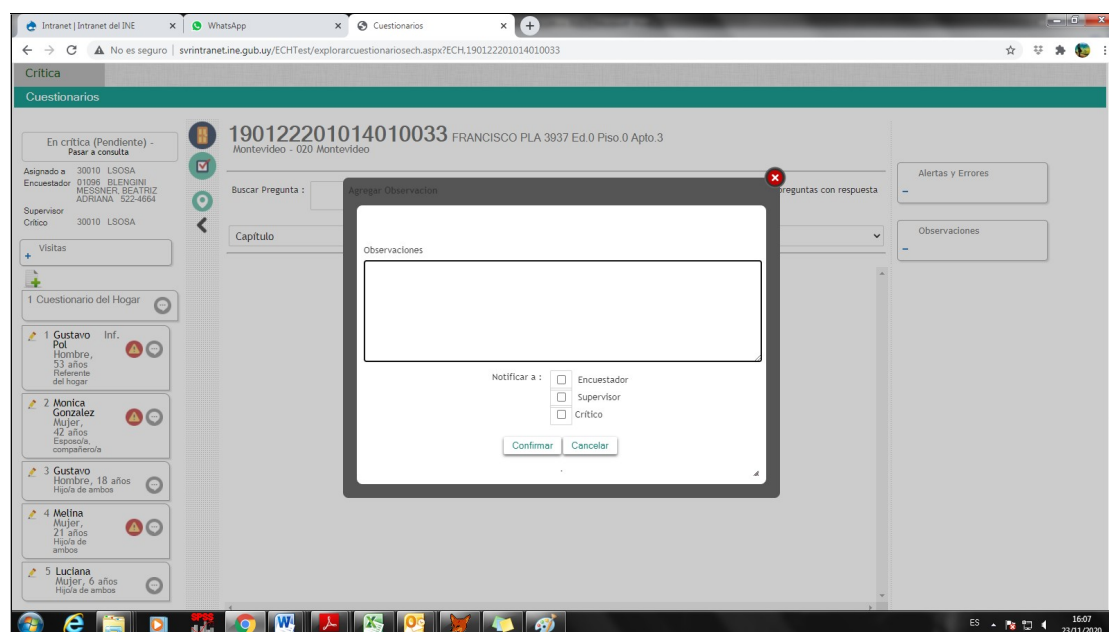 Intranet | Intranet del INE
WhatsApp
Cuestionarios
No es seguro | svrintranet.ine.gub.uy/ECHTest/explorarcuestionariosech.aspx?ECH,190122201014010033
Crítica
Cuestionarios
En crítica (Pendiente) -
Pasar a consulta
Asignado a 30010 LSOSA
Encuestador 01096 BLENGINI
MESSNER, BEATRIZ
ADRIANA 522-4664
Supervisor
Crítico 30010 LSOSA
Visitas
+
1 Cuestionario del Hogar
1 Gustavo Inf.
Pol
Hombre,
53 años
Referente
del hogar
2 Monica
Gonzalez
Mujer,
42 años
Esposo/a,
compañero/a
3 Gustavo
Hombre, 18 años
Hijo/a de ambos
4 Melina
Mujer,
21 años
Hijo/a de
ambos
5 Luciana
Mujer, 6 años
Hijo/a de ambos
190122201014010033 FRANCISCO PLA 3937 Ed.0 Piso.0 Apto.3
Montevideo - 020 Montevideo
Buscar Pregunta :
preguntas con respuesta
Capítulo
Agregar Observacion
Observaciones
Notificar a :
Encuestador
Supervisor
Crítico
Confirmar
Cancelar
Alertas y Errores
-
Observaciones
-
SPSS
ES
16:07
23/11/2020